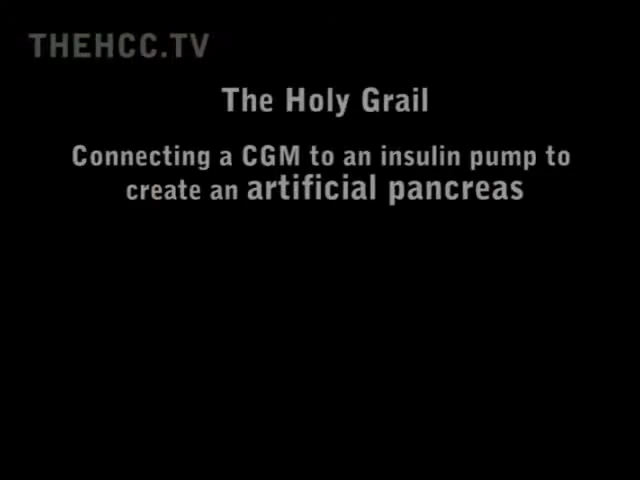 THEHCC.TV
The Holy Grail
Connecting a CGM to an insulin pump to
create an artificial pancreas